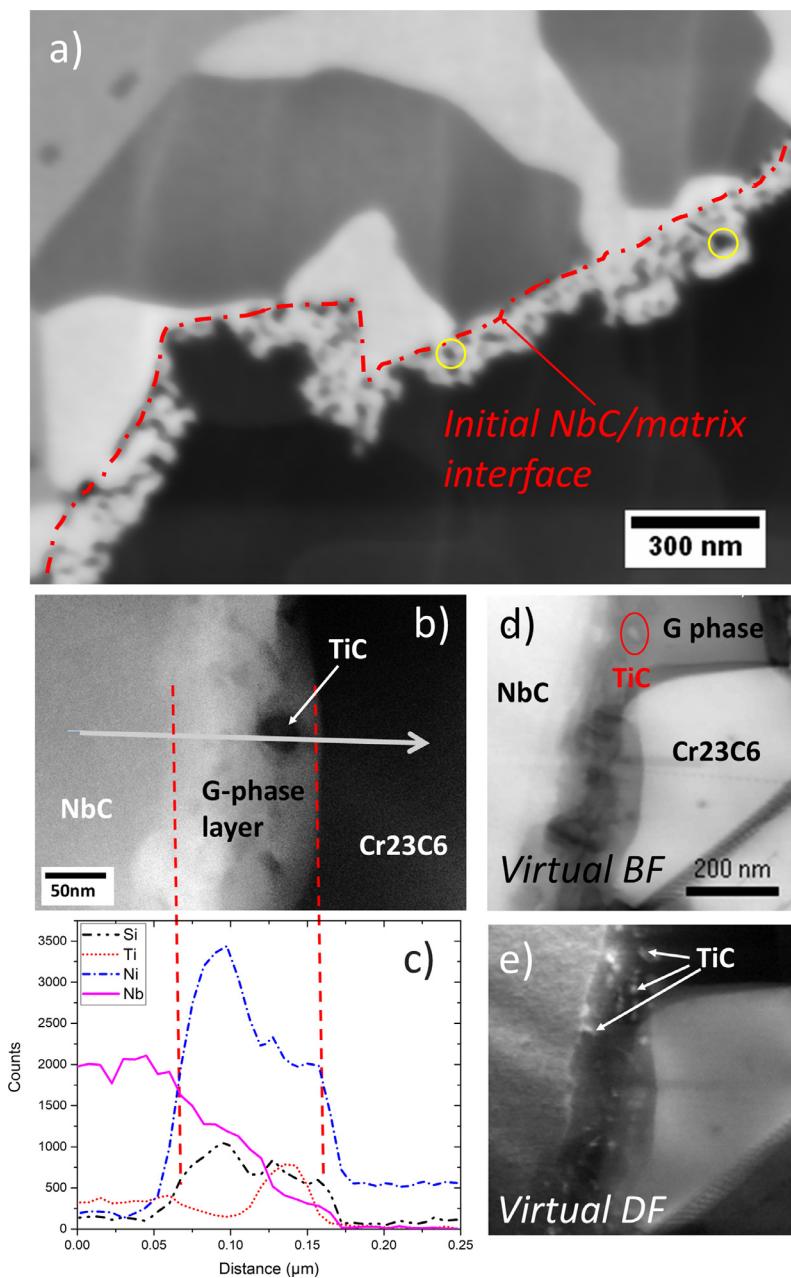 a)
Initial NbC/matrix
interface
300 nm
b)
TiC
NbC
G-phase
layer
Cr23C6
50nm
d)
G phase
TiC
NbC
Cr23C6
Virtual BF
200 nm
c)
Si
Ti
Ni
Nb
Counts
3500
3000
2500
2000
1500
1000
500
0
0.00 0.05 0.10 0.15 0.20 0.25
Distance (μm)
e)
TiC
Virtual DF